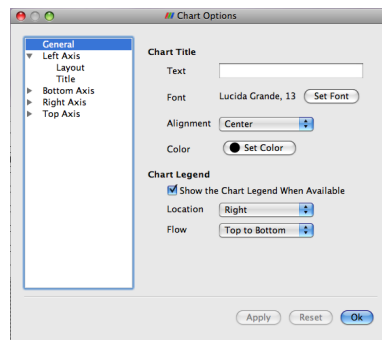 Chart Options
General
Left Axis
Layout
Title
Bottom Axis
Right Axis
Top Axis
Chart Title
Text
Font Lucida Grande, 13 Set Font
Alignment Center
Color Set Color
Chart Legend
Show the Chart Legend When Available
Location Right
Flow Top to Bottom
Apply Reset Ok